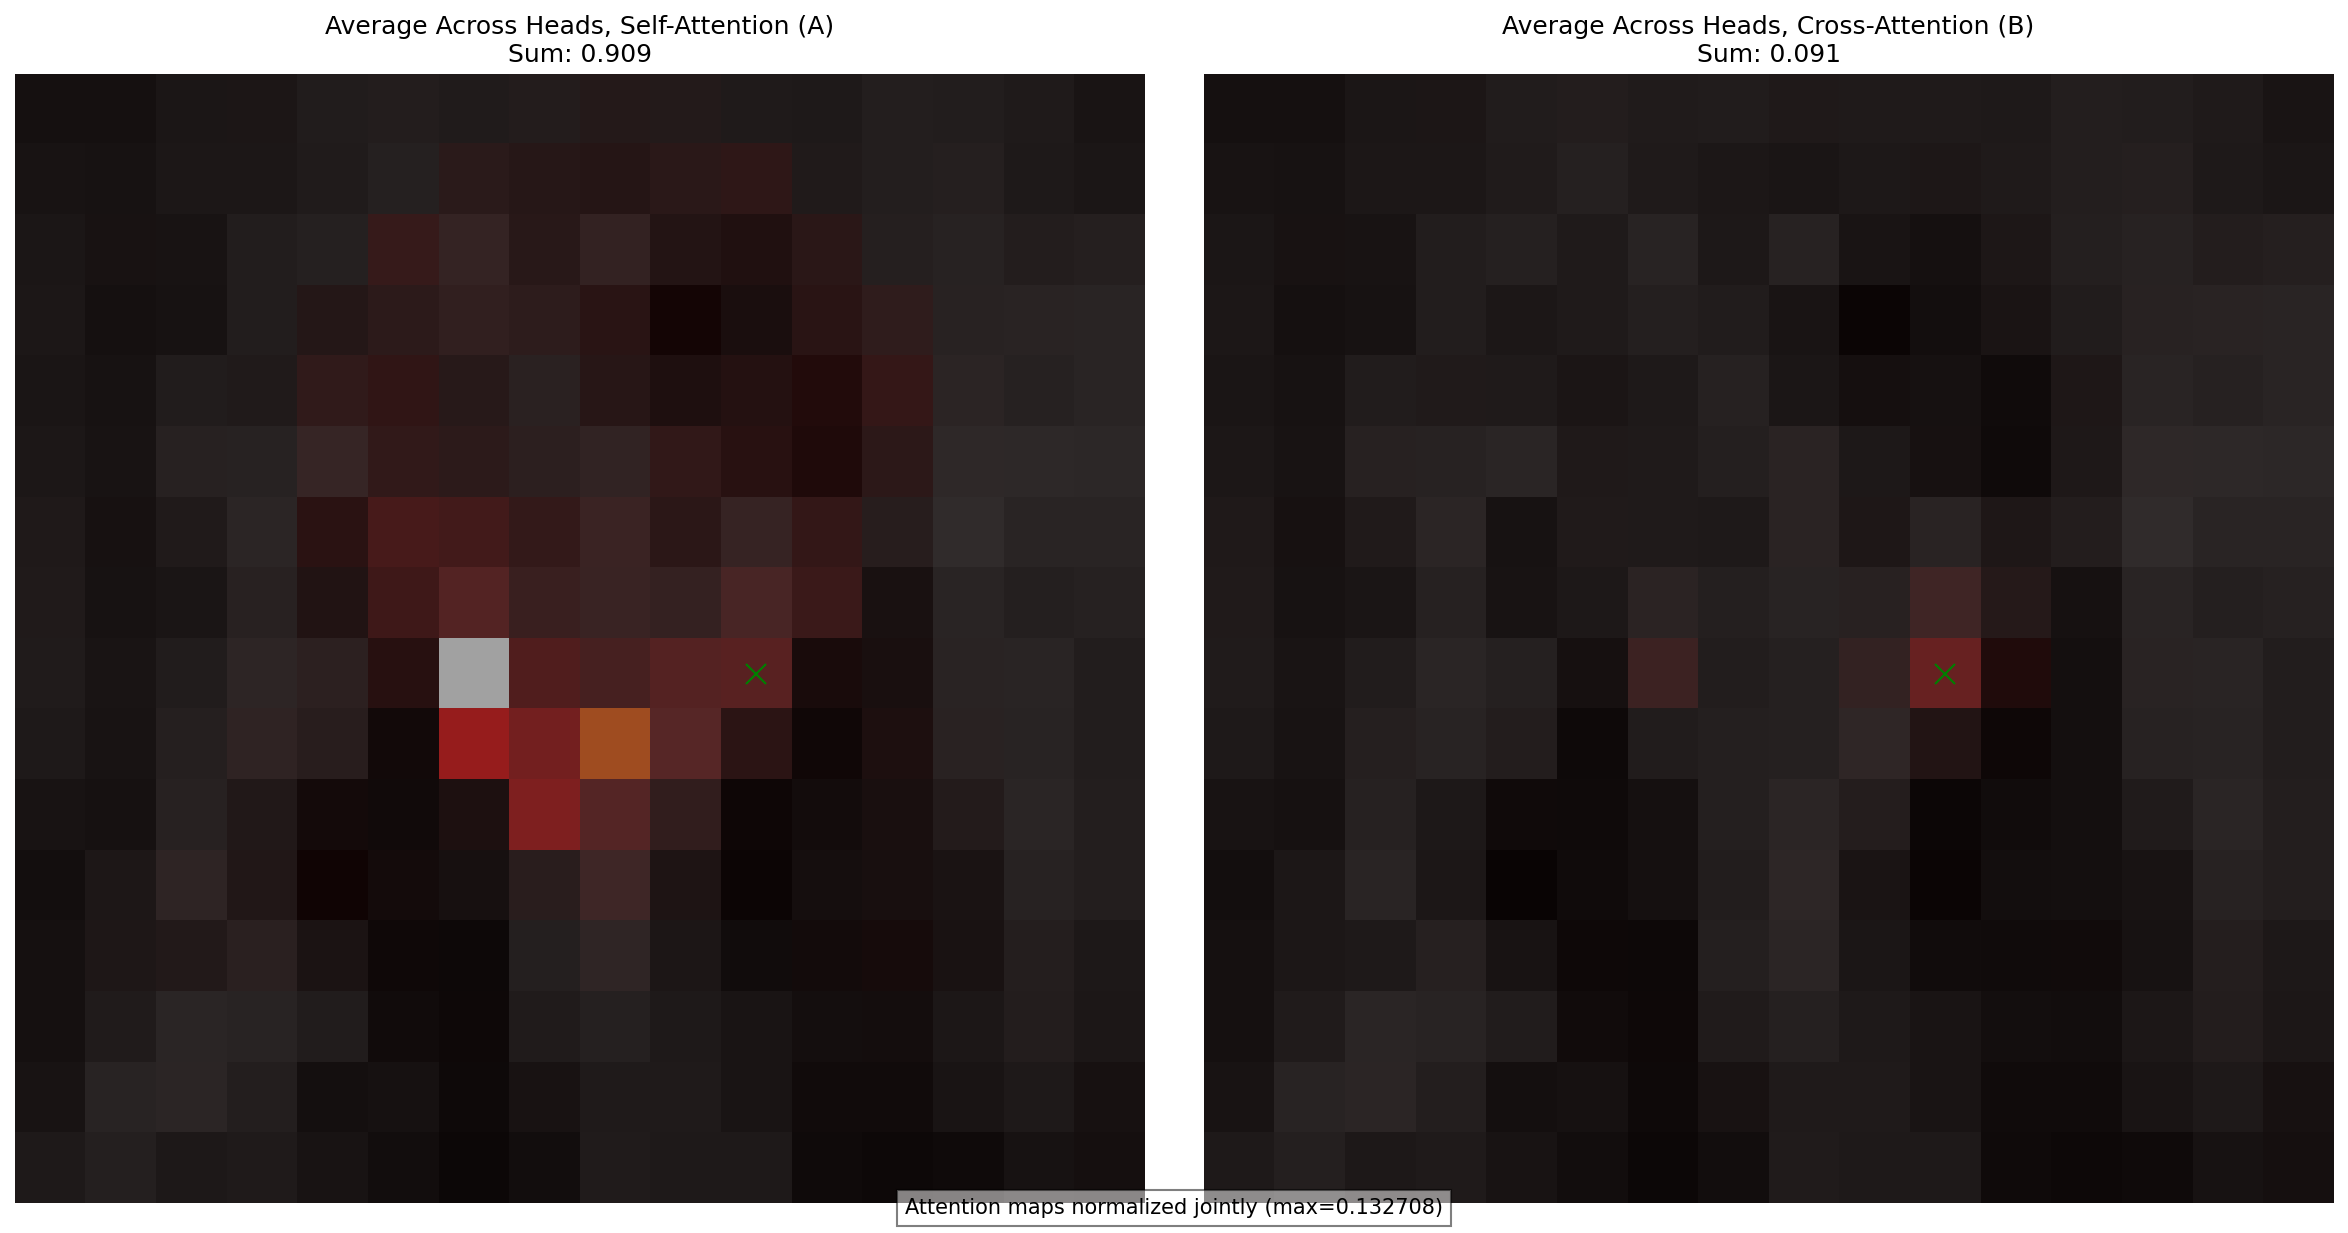 Average Across Heads, Self-Attention (A)
Sum: 0.909
Average Across Heads, Cross-Attention (B)
Sum: 0.091
Attention maps normalized jointly (max=0.132708)